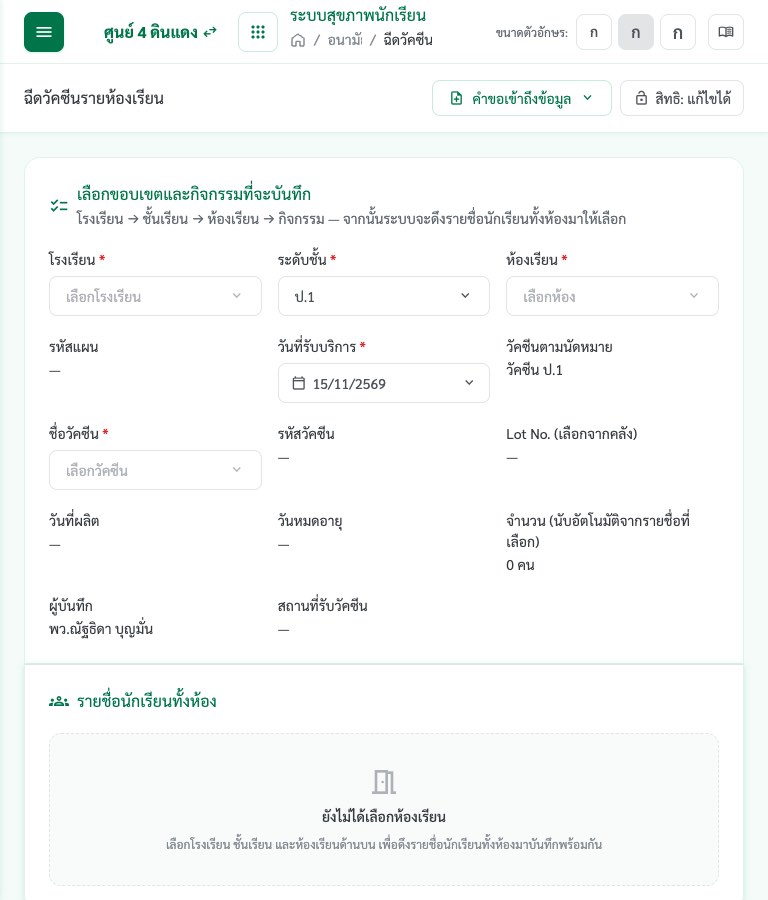 ศูนย์ 4 ดินแดง
ระบบสุขภาพนักเรียน
/ อนามั / ฉีดวัคซีน
ขนาดตัวอักษร: ก ก ก
ฉีดวัคซีนรายห้องเรียน
คำขอเข้าถึงข้อมูล
สิทธิ: แก้ไขได้
เลือกขอบเขตและกิจกรรมที่จะบันทึก
โรงเรียน → ชั้นเรียน → ห้องเรียน → กิจกรรม — จากนั้นระบบจะดึงรายชื่อนักเรียนทั้งห้องมาให้เลือก
โรงเรียน *
เลือกโรงเรียน
ระดับชั้น *
ป.1
ห้องเรียน *
เลือกห้อง
รหัสแผน
—
วันที่รับบริการ *
15/11/2569
วัคซีนตามนัดหมาย
วัคซีน ป.1
ชื่อวัคซีน *
เลือกวัคซีน
รหัสวัคซีน
—
Lot No. (เลือกจากคลัง)
—
วันที่ผลิต
—
วันหมดอายุ
—
จำนวน (นับอัตโนมัติจากรายชื่อที่
เลือก)
0 คน
ผู้บันทึก
พว.ณัฐธิดา บุญมั่น
สถานที่รับวัคซีน
—
รายชื่อนักเรียนทั้งห้อง
ยังไม่ได้เลือกห้องเรียน
เลือกโรงเรียน ชั้นเรียน และห้องเรียนด้านบน เพื่อดึงรายชื่อนักเรียนทั้งห้องมาบันทึกพร้อมกัน